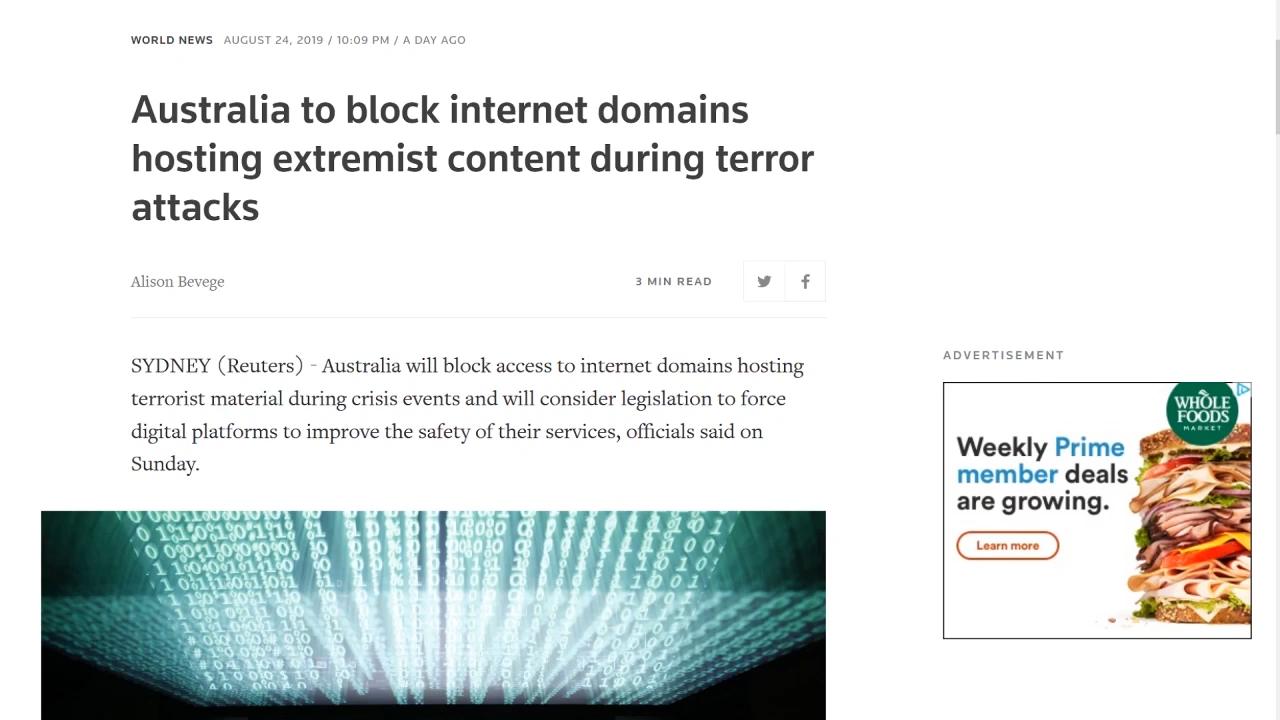 WORLD NEWS AUGUST 24, 2019 / 10:09 PM / A DAY AGO
Australia to block internet domains
hosting extremist content during terror
attacks
Alison Bevege
3 MIN READ
SYDNEY (Reuters) - Australia will block access to internet domains hosting
terrorist material during crisis events and will consider legislation to force
digital platforms to improve the safety of their services, officials said on
Sunday.
ADVERTISEMENT
WHOLE
FOODS
MARKET
Weekly Prime
member deals
are growing.
Learn more